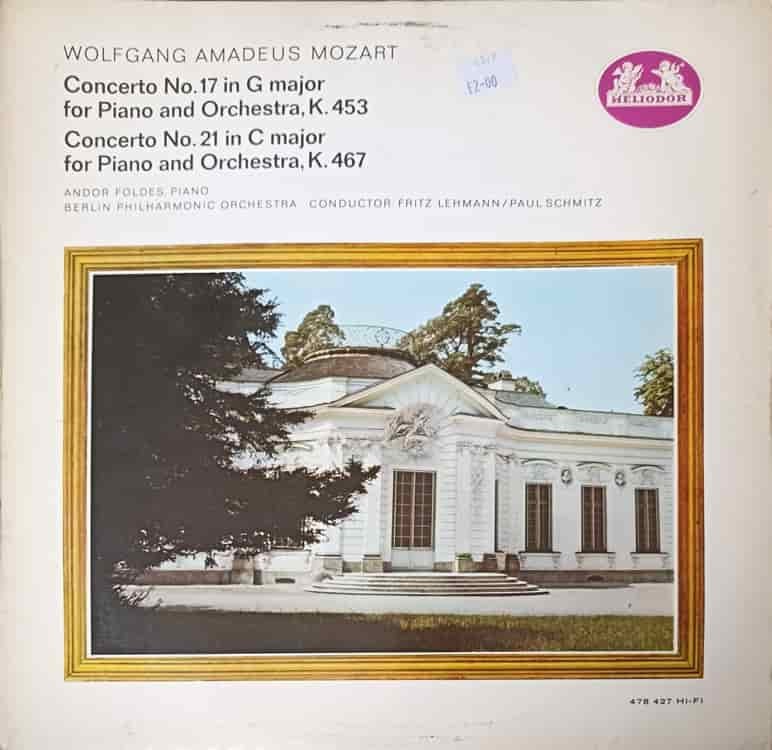 WOLFGANG AMADEUS MOZART
Concerto No. 17 in G major
for Piano and Orchestra, K. 453
Concerto No. 21 in C major
for Piano and Orchestra, K. 467
ANDOR FOLDES, PIANO
BERLIN PHILHARMONIC ORCHESTRA CONDUCTOR: FRITZ LEHMANN/PAUL SCHMITZ
£2-00
HELIODOR
478 427 HI-FI